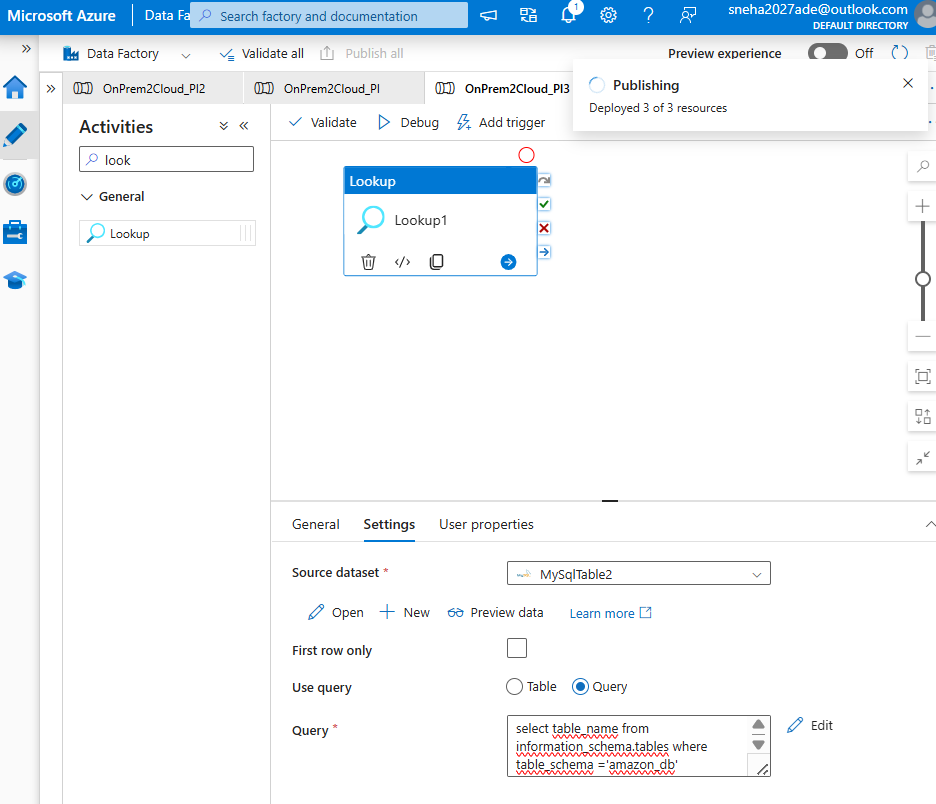 Microsoft Azure
Data Fa
Search factory and documentation
1
sneha2027ade@outlook.com
DEFAULT DIRECTORY
Data Factory
Validate all
Publish all
Preview experience
Off
OnPrem2Cloud_Pl2
OnPrem2Cloud_Pl
OnPrem2Cloud_Pl3
Publishing
Deployed 3 of 3 resources
Activities
look
General
Lookup
Validate
Debug
Add trigger
Lookup
Lookup1
General
Settings
User properties
Source dataset *
MySqlTable2
Open
New
Preview data
Learn more
First row only
Use query
Table
Query
Query *
select table_name from
information_schema.tables where
table_schema ='amazon_db'
Edit